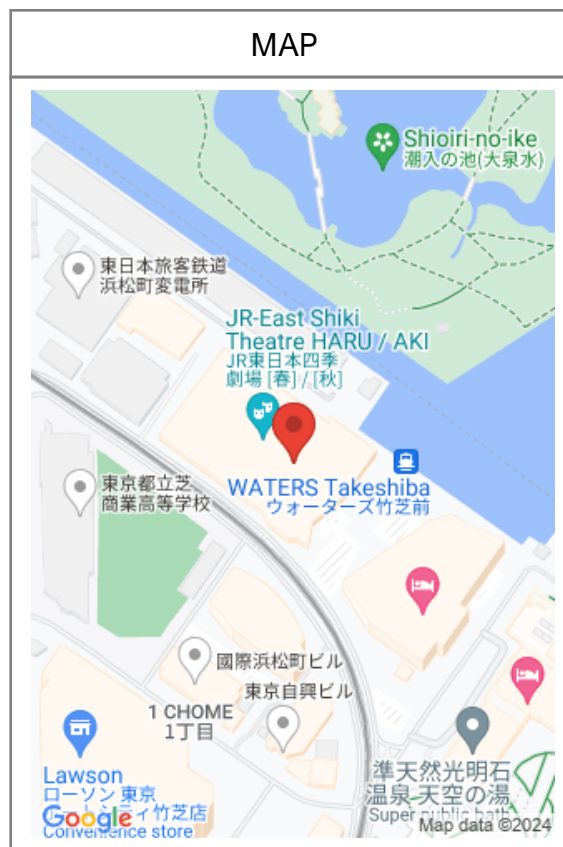 MAP
Shioiri-no-ike
潮入の池(大泉水)
東日本旅客鉄道
浜松町変電所
JR-East Shiki
Theatre HARU / AKI
JR東日本四季
劇場 [春] / [秋]
東京都立芝
商業高等学校
WATERS Takeshiba
ウォーターズ竹芝前
國際浜松町ビル
東京自興ビル
1 CHOME
1丁目
Lawson
ローソン 東京
ティ竹芝店
Convenience store
Google
準天然光明石
温泉 天空の湯
Super public bath
Map data ©2024